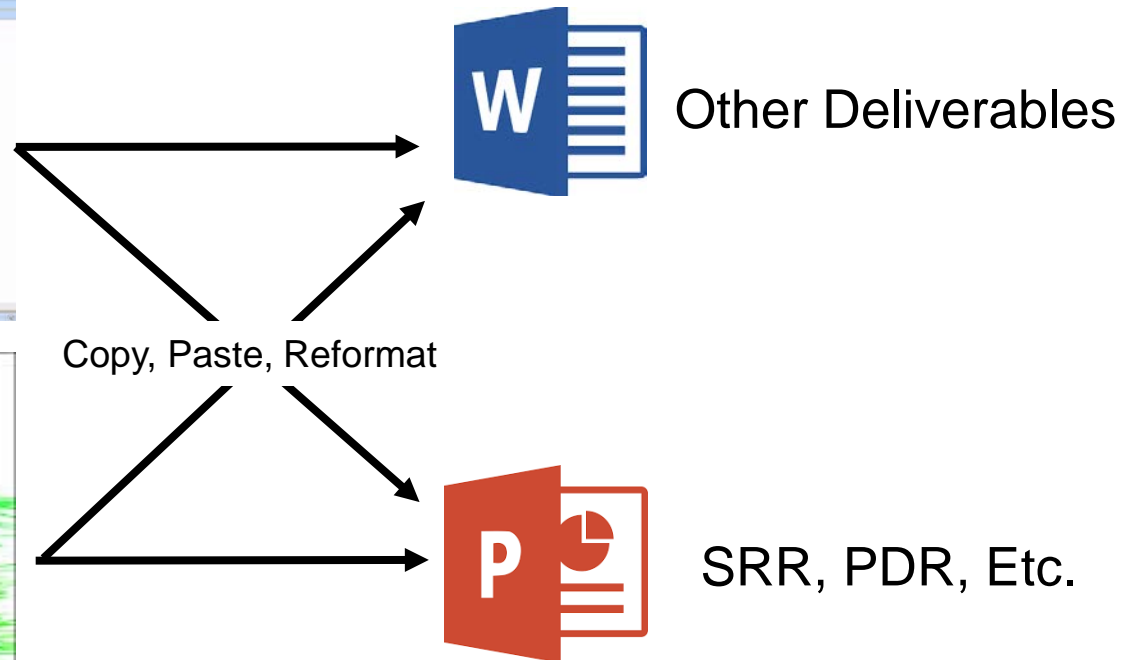 W
Other Deliverables
Copy, Paste, Reformat
P
SRR, PDR, Etc.